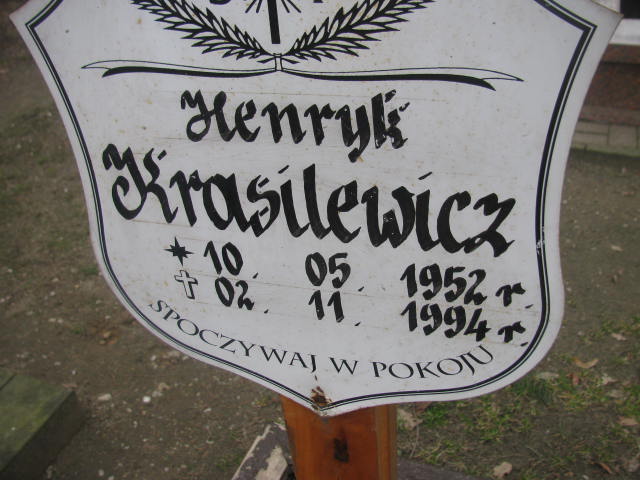 Henryk
Krasilewicz
10. 05. 1952 r.
02. 11. 1994 r.
SPOCZYWAJ W POKOJU